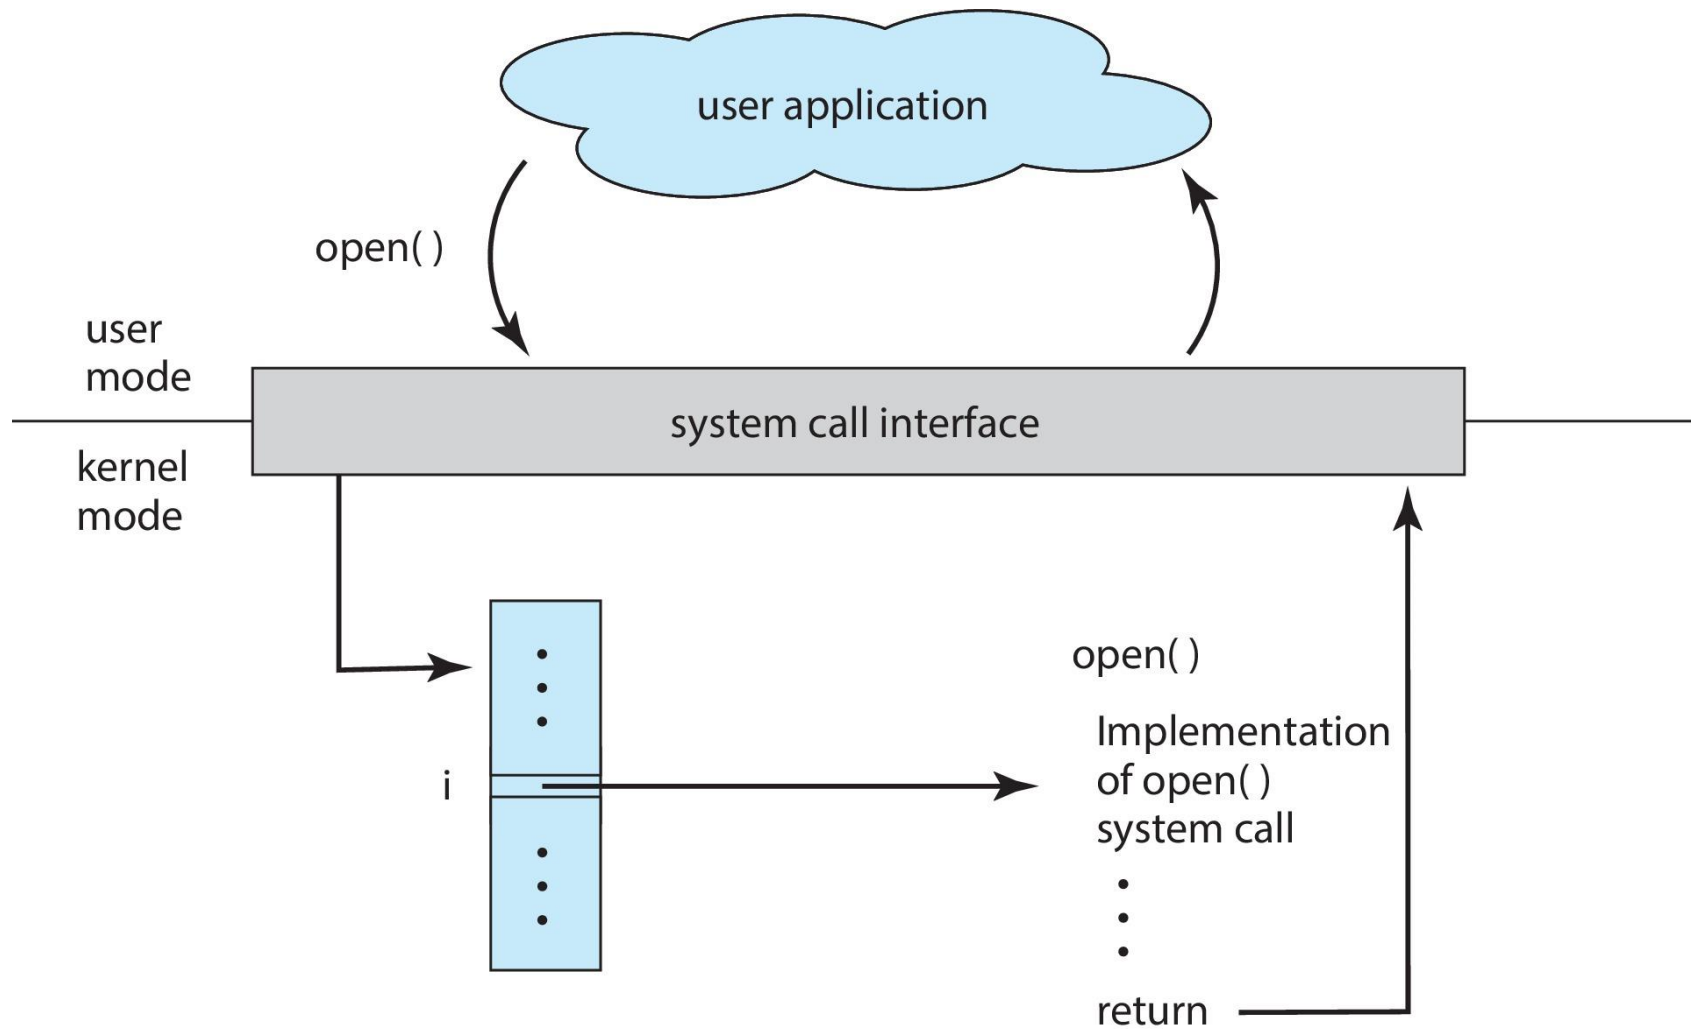 user application
open( )
user
mode
system call interface
kernel
mode
open( )
Implementation
i
of open( )
system call
return